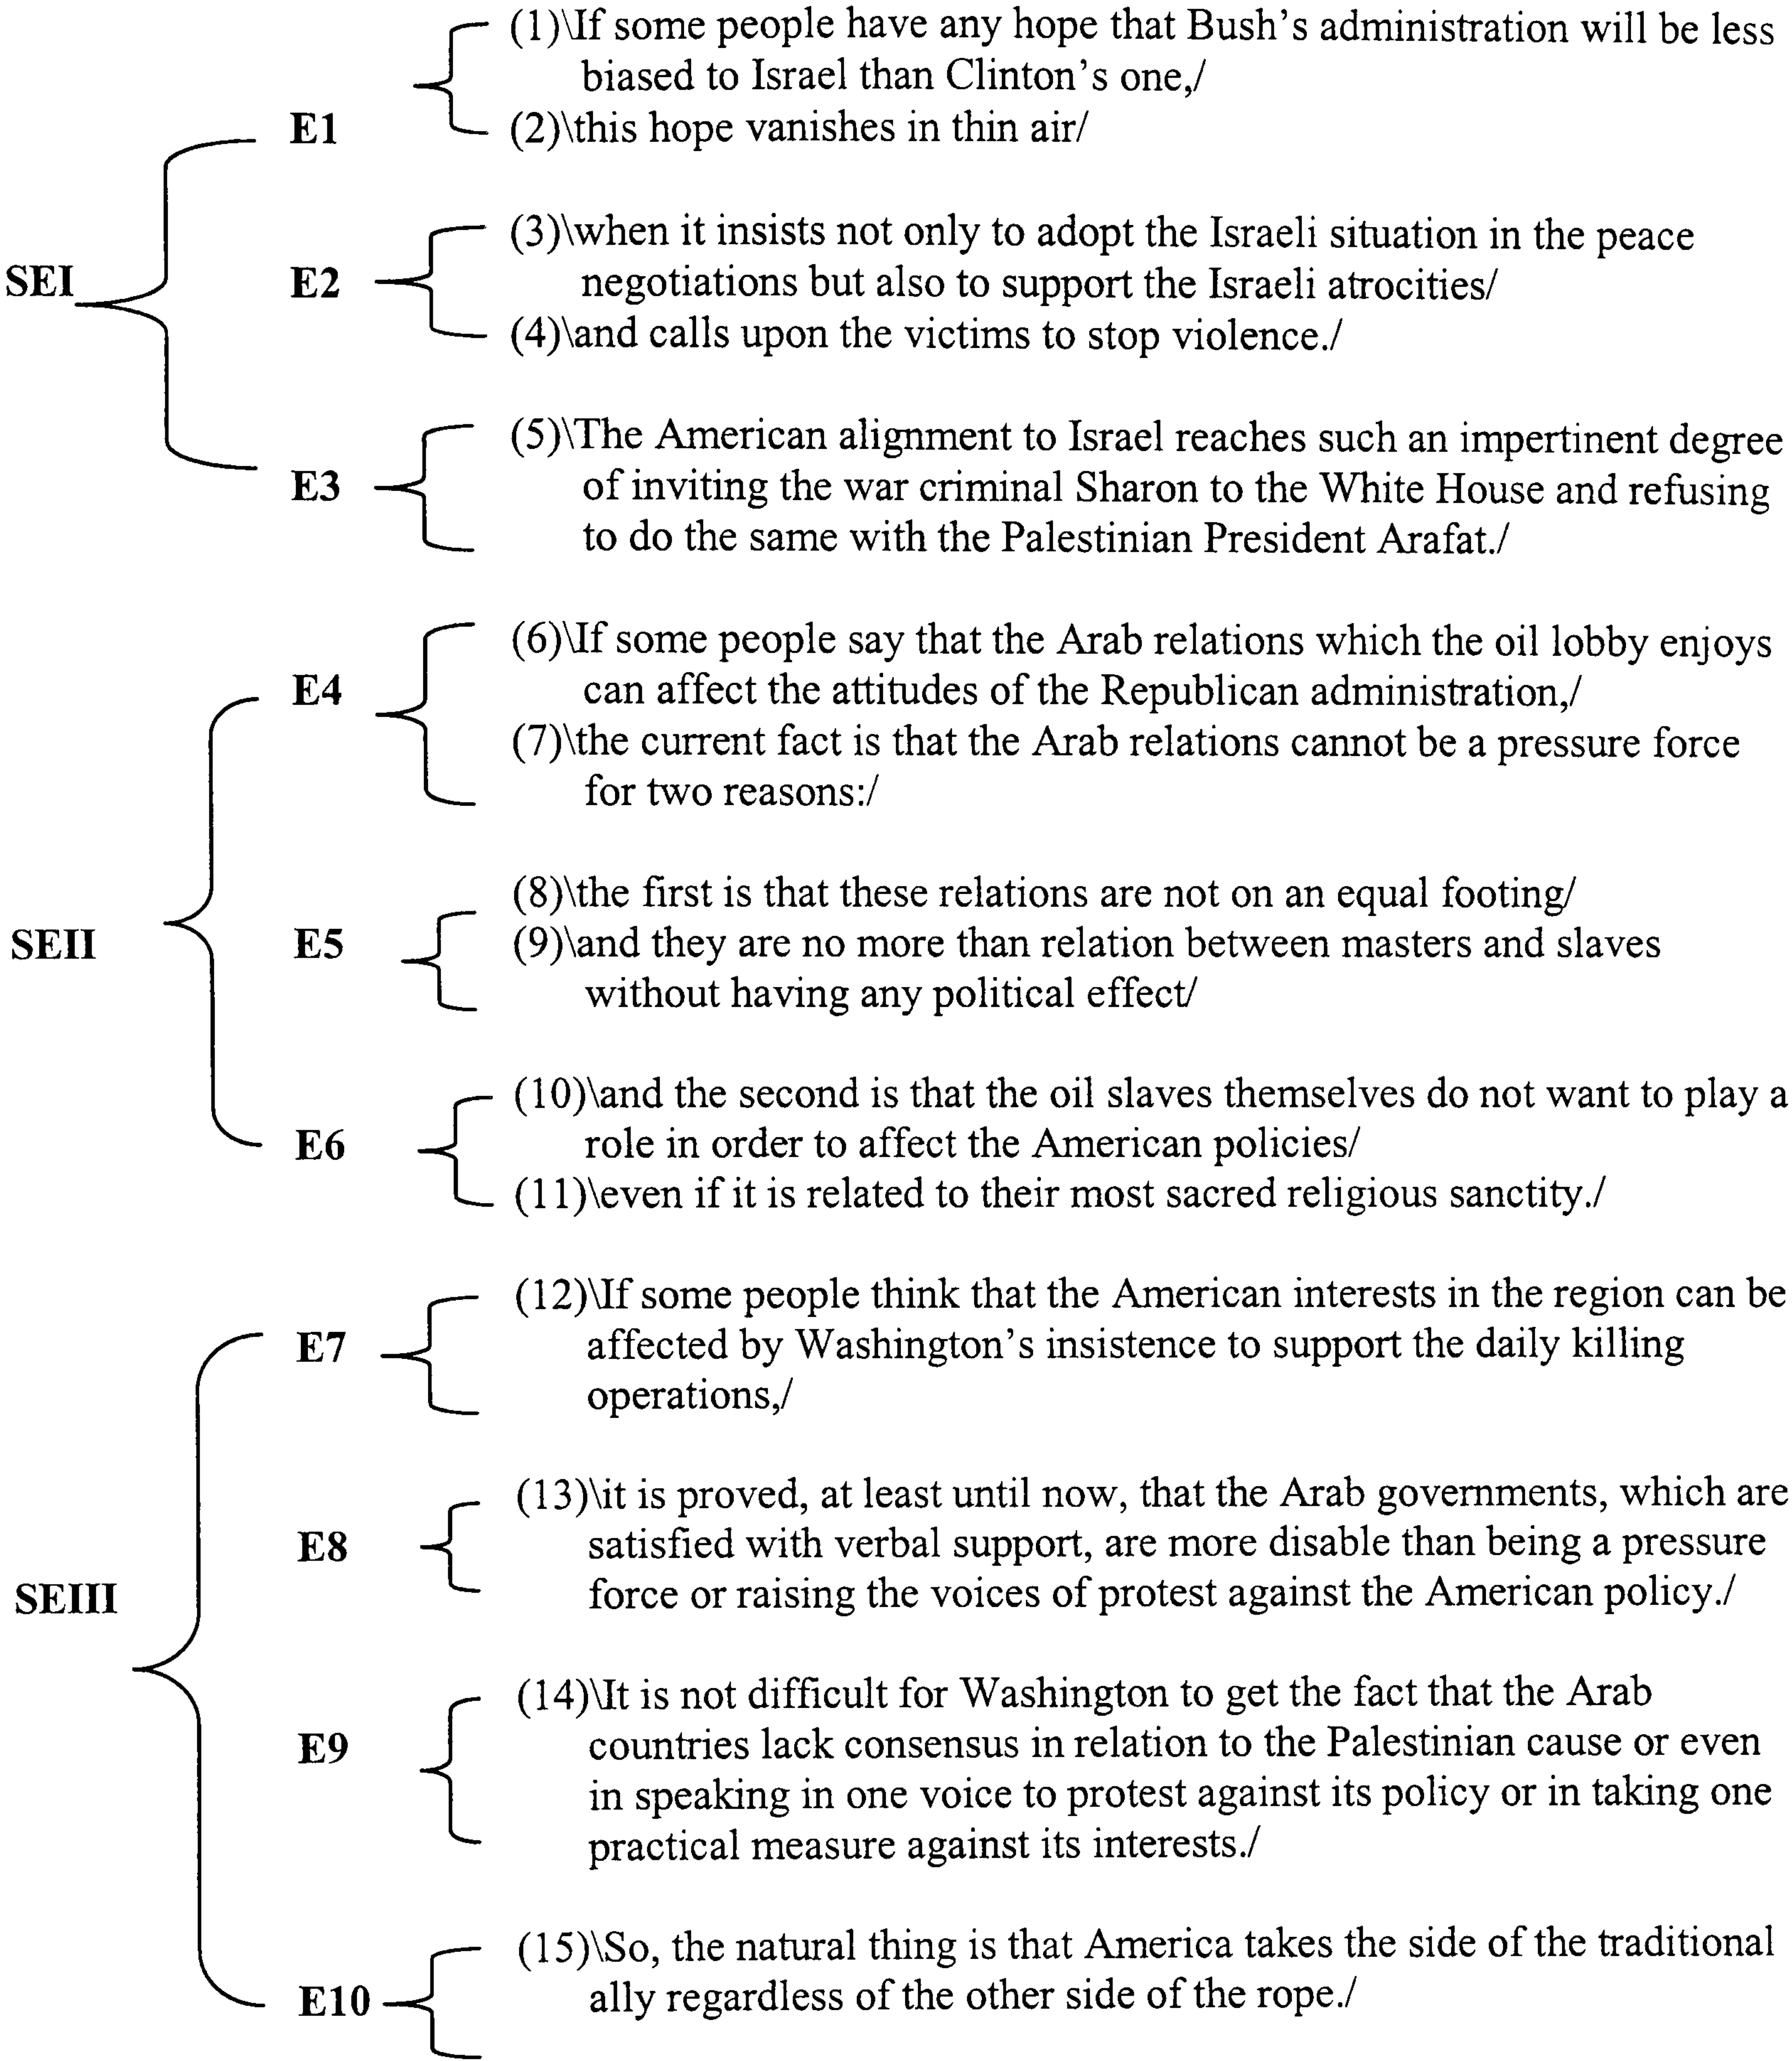 (1)\If some people have any hope that Bush's administration will be less
biased to Israel than Clinton's one,/
E1
(2)\this hope vanishes in thin air/
(3)\when it insists not only to adopt the Israeli situation in the peace
SEI
E2
negotiations but also to support the Israeli atrocities/
(4)\and calls upon the victims to stop violence./
(5)\The American alignment to Israel reaches such an impertinent degree
E3
of inviting the war criminal Sharon to the White House and refusing
to do the same with the Palestinian President Arafat./
(6)\If some people say that the Arab relations which the oil lobby enjoys
E4
can affect the attitudes of the Republican administration,/
(7)\the current fact is that the Arab relations cannot be a pressure force
for two reasons:/
(8)\the first is that these relations are not on an equal footing/
SEII
E5
(9)\and they are no more than relation between masters and slaves
without having any political effect/
(10)\and the second is that the oil slaves themselves do not want to play a
E6
role in order to affect the American policies/
(11)\even if it is related to their most sacred religious sanctity./
(12)\If some people think that the American interests in the region can be
E7
affected by Washington's insistence to support the daily killing
operations,/
(13)\it is proved, at least until now, that the Arab governments, which are
E8
satisfied with verbal support, are more disable than being a pressure
SEIII
force or raising the voices of protest against the American policy./
(14)\It is not difficult for Washington to get the fact that the Arab
E9
countries lack consensus in relation to the Palestinian cause or even
in speaking in one voice to protest against its policy or in taking one
practical measure against its interests./
(15)\So, the natural thing is that America takes the side of the traditional
E10
ally regardless of the other side of the rope./